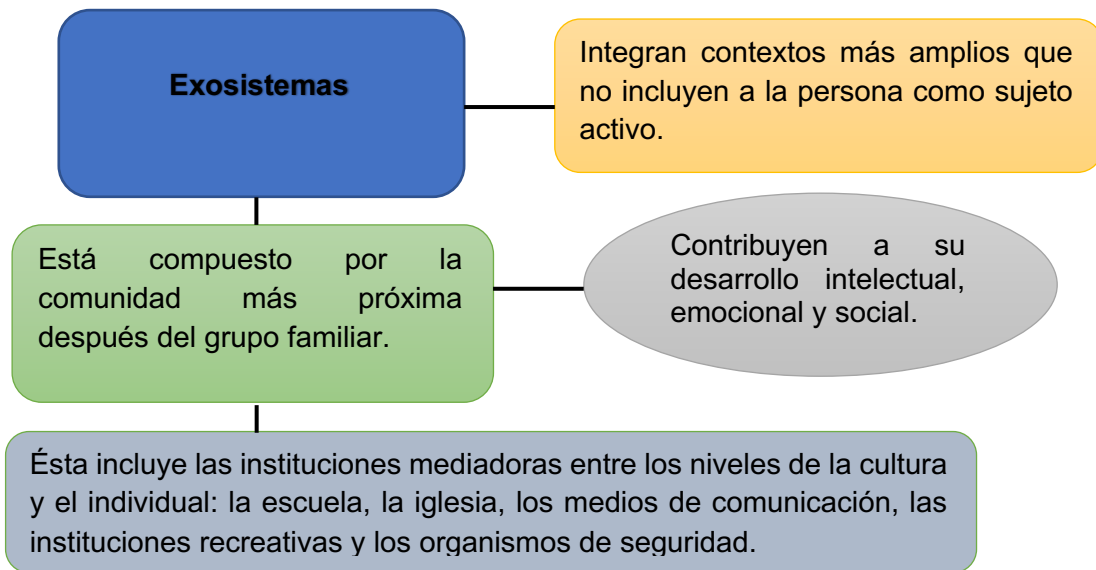 Exosistemas
Integran contextos más amplios que
no incluyen a la persona como sujeto
activo.
Está compuesto por la
comunidad más próxima
después del grupo familiar.
Contribuyen a su
desarrollo intelectual,
emocional y social.
Ésta incluye las instituciones mediadoras entre los niveles de la cultura
y el individual: la escuela, la iglesia, los medios de comunicación, las
instituciones recreativas y los organismos de seguridad.